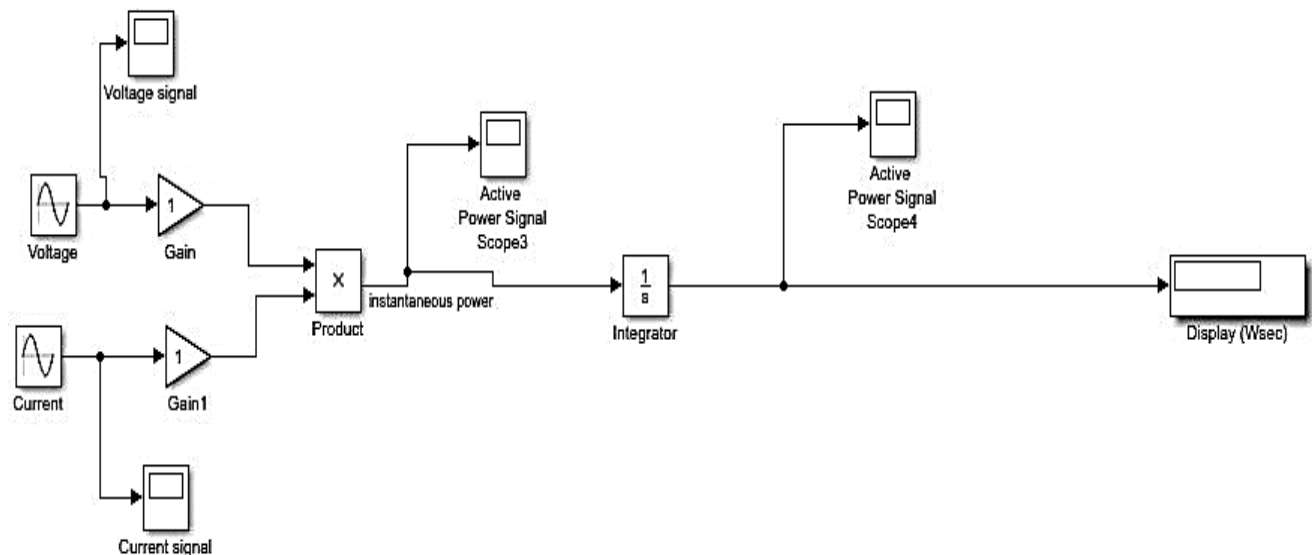 Voltage signal
Voltage
1
Gain
Active
Power Signal
Scope3
Active
Power Signal
Scope4
×
Product
instantaneous power
1
s
Integrator
Display (Wsec)
Current
1
Gain1
Current signal